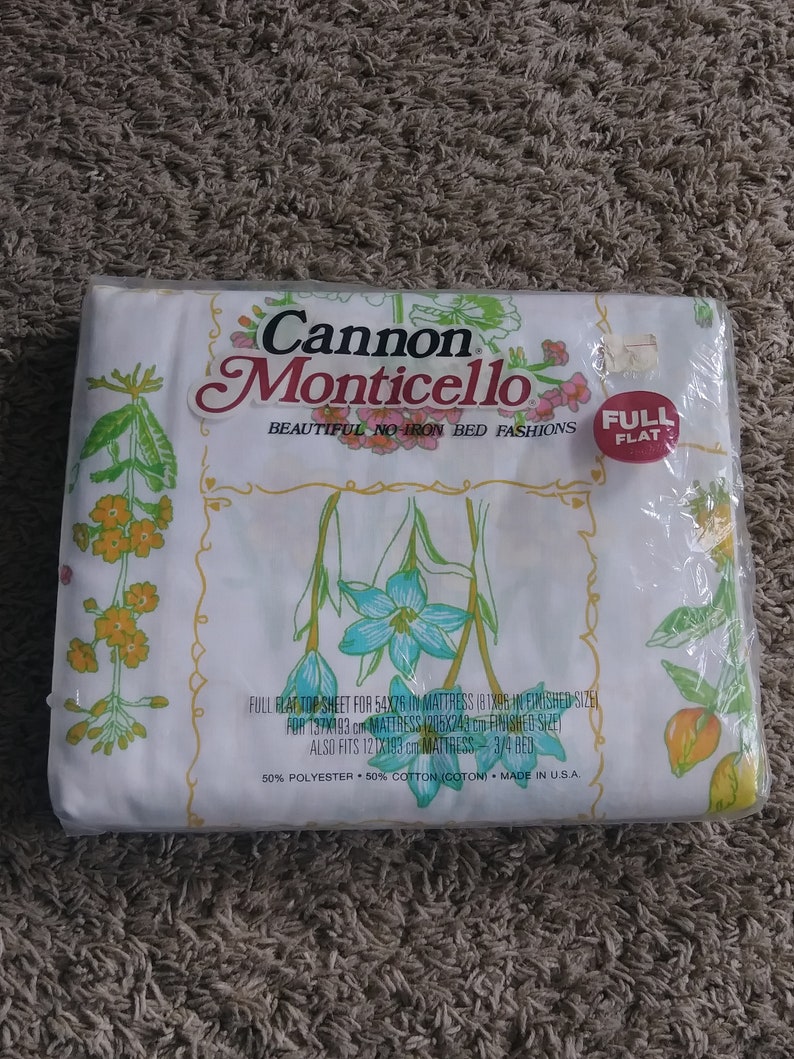 Cannon®
Monticello®
BEAUTIFUL NO-IRON BED FASHIONS
FULL
FLAT
FULL FLAT TOP SHEET FOR 54X76 IN MATTRESS (81X96 IN FINISHED SIZE)
FOR 137X193 cm MATTRESS (205X243 cm FINISHED SIZE)
ALSO FITS 121X193 cm MATTRESS — 3/4 BED
50% POLYESTER • 50% COTTON (COTON) • MADE IN U.S.A.